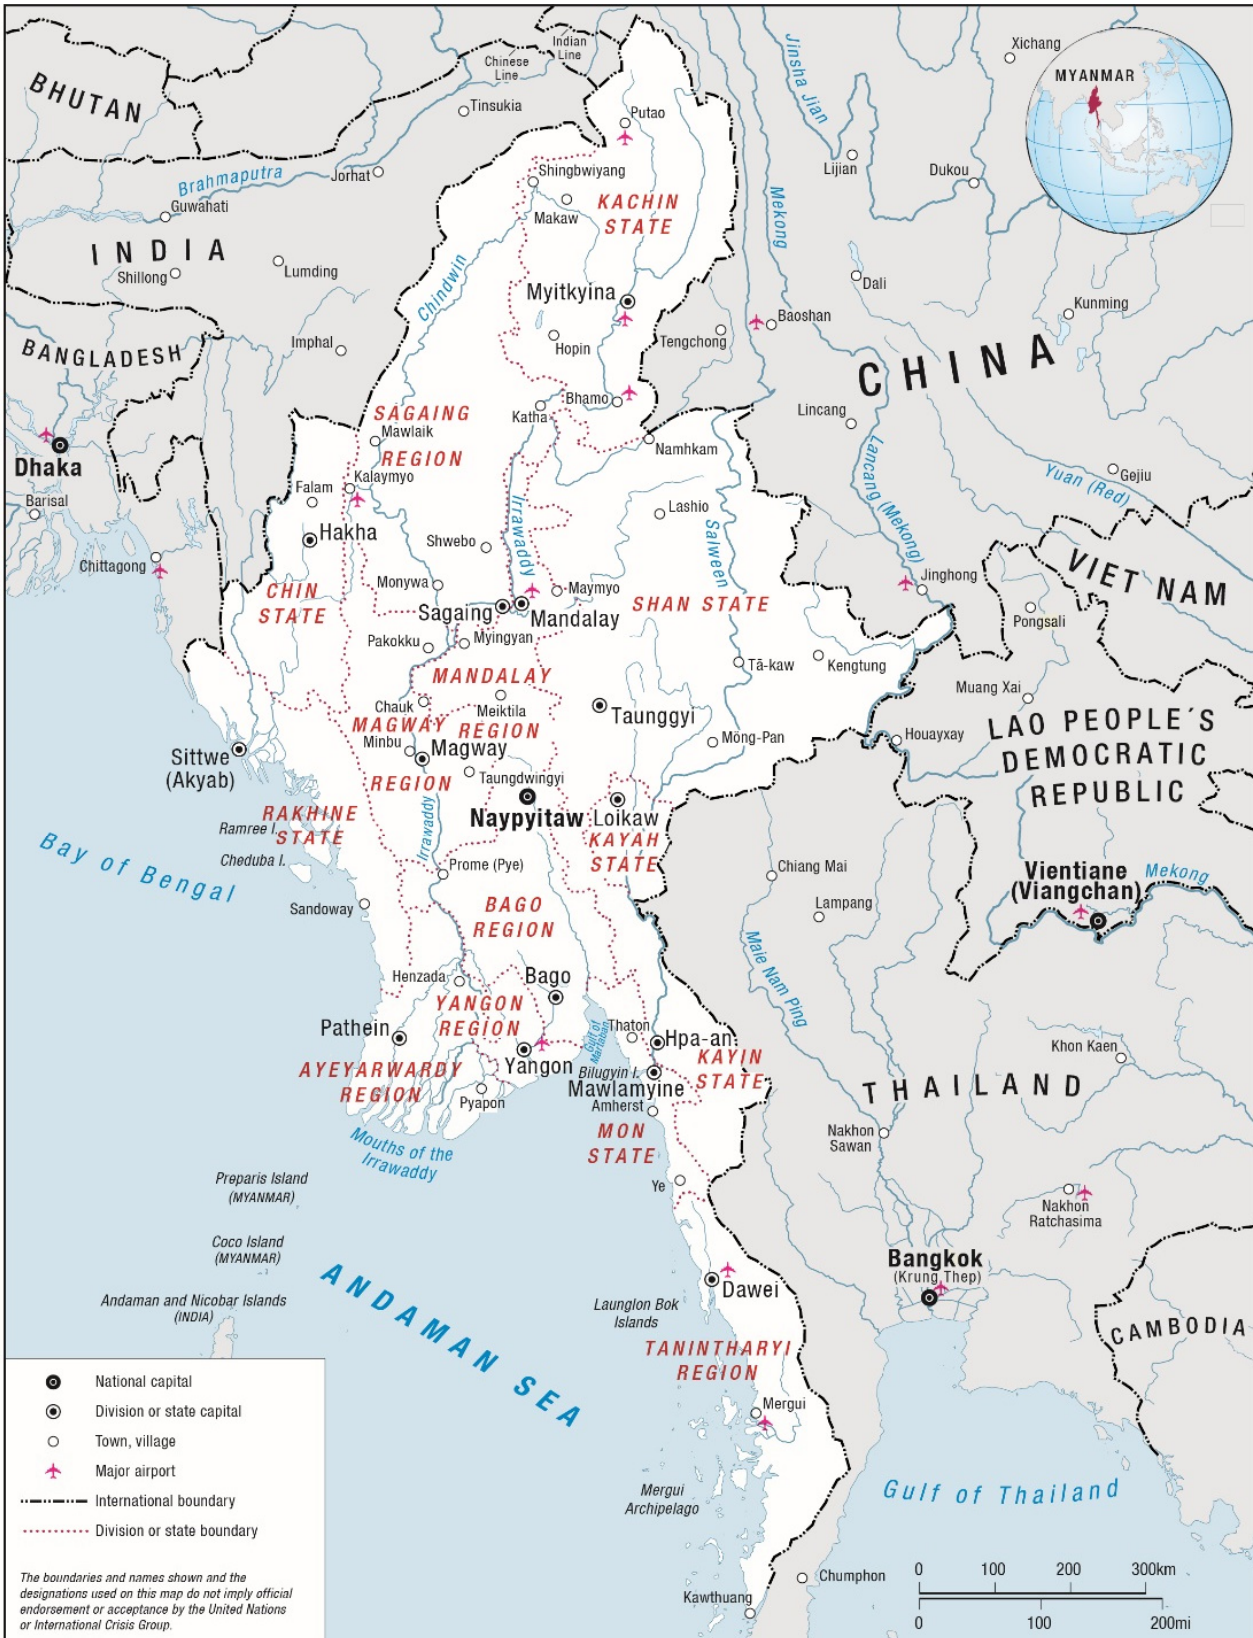 Indian
Line
Chinese
Line
Xichang
Jinsha Jian
MYANMAR
BHUTAN
Tinsukia
Putao
Lijian
Dukou
Brahmaputra
Jorhat
Shingbwiyang
Makaw
KACHIN
STATE
Mekong
Guwahati
INDIA
Shillong
Lumding
Chindwin
Dali
Myitkyina
Kunming
Baoshan
BANGLADESH
Imphal
Hopin
Tengchong
CHINA
Katha
Bhamo
Lincang
SAGAING
Mawlaik
REGION
Namhkam
Dhaka
Lancang (Mekong)
Yuan (Red)
Gejiu
Barisal
Falam
Kalaymyo
Irrawaddy
Lashio
Salween
Hakha
Shwebo
Chittagong
Monywa
Maymyo
Jinghong
VIET NAM
CHIN
STATE
Sagaing
Mandalay
SHAN STATE
Pongsali
Pakokku
Myingyan
Tā-kaw
Kengtung
MANDALAY
Muang Xai
Chauk
Meiktila
Taunggyi
MAGWAY
REGION
Minbu
Magway
Möng-Pan
Houayxay
LAO PEOPLE´S
DEMOCRATIC
REPUBLIC
Sittwe
(Akyab)
Taungdwingyi
REGION
Naypyitaw
Loikaw
RAKHINE
STATE
Ramree I.
Irrawaddy
KAYAH
STATE
Bay of Bengal
Cheduba I.
Prome (Pye)
Chiang Mai
Vientiane
(Viangchan)
Mekong
Sandoway
BAGO
REGION
Lampang
Maie Nam Ping
Henzada
Bago
YANGON
REGION
Pathein
Gulf of
Martaban
Thaton
Hpa-an
Yangon
KAYIN
STATE
Khon Kaen
AYEYARWARDY
REGION
Bilugyin I.
Mawlamyine
THAILAND
Pyapon
Amherst
Mouths of the
Irrawaddy
MON
STATE
Nakhon
Sawan
Preparis Island
(MYANMAR)
Ye
Nakhon
Ratchasima
Coco Island
(MYANMAR)
Bangkok
(Krung Thep)
ANDAMAN SEA
Dawei
Andaman and Nicobar Islands
(INDIA)
Launglon Bok
Islands
CAMBODIA
TANINTHARYI
REGION
Mergui
Mergui
Archipelago
Gulf of Thailand
Kawthuang
Chumphon
National capital
Division or state capital
Town, village
Major airport
International boundary
Division or state boundary
The boundaries and names shown and the
designations used on this map do not imply official
endorsement or acceptance by the United Nations
or International Crisis Group.
0 100 200 300km
0 100 200mi